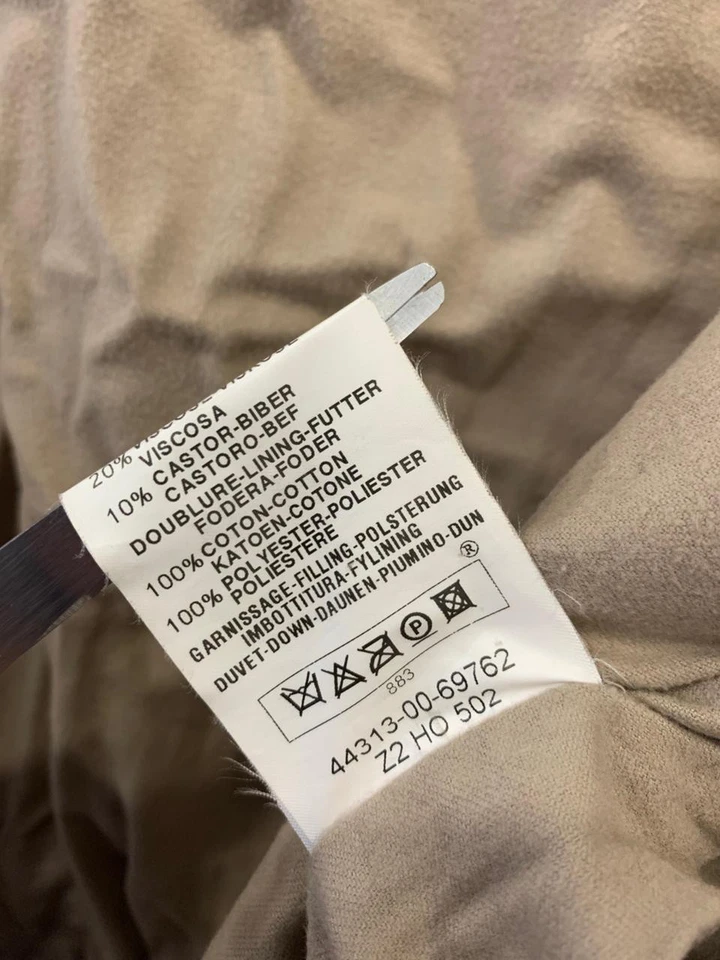 20% VISCOSE-VISKOSE
VISCOSA
10% CASTOR-BIBER
CASTORO-BEF
DOUBLURE-LINING-FUTTER
FODERA-FODER
100% COTON-COTTON
KATOEN-COTONE
100% POLYESTER-POLIESTER
POLIESTERE
GARNISSAGE-FILLING-POLSTERUNG
IMBOTTITURA-FYLINING
DUVET-DOWN-DAUNEN-PIUMINO-DUN
®
P
883
44313-00-69762
Z2 HO 502